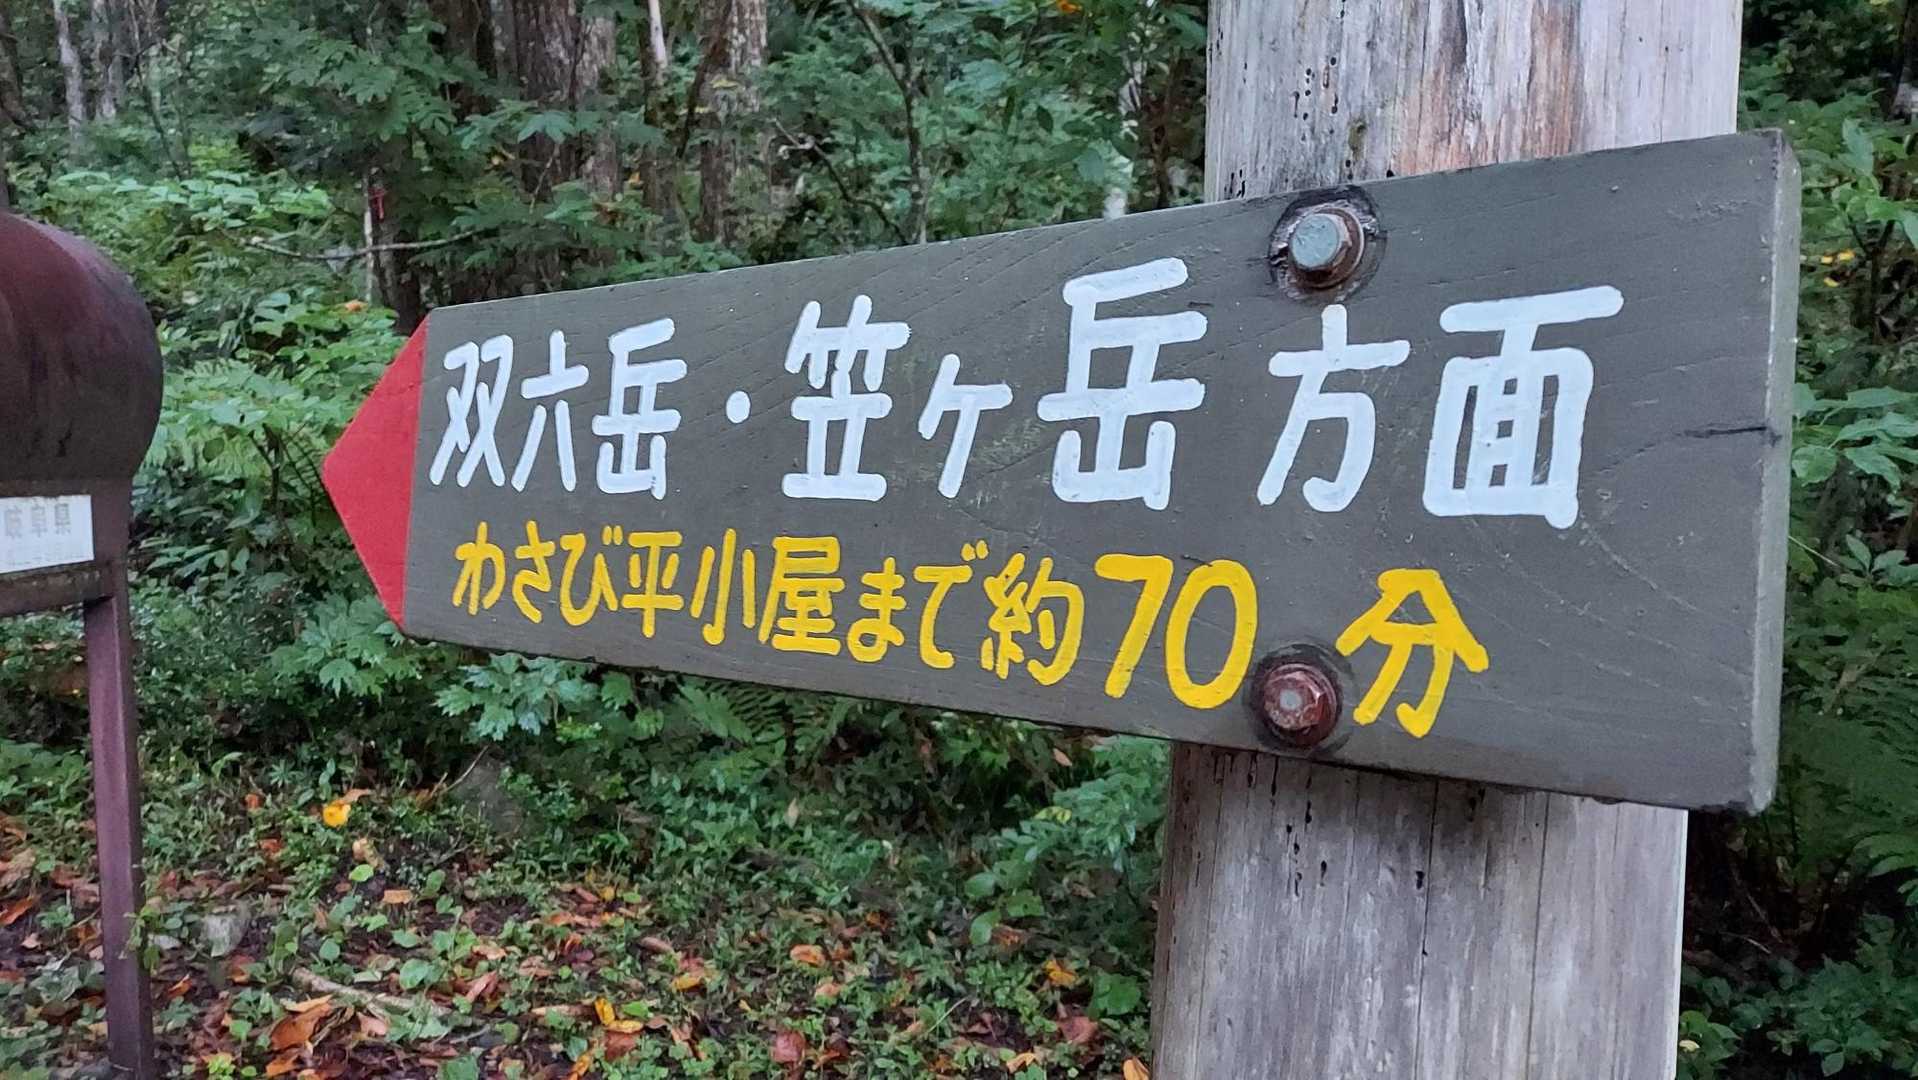 双六岳・笠ヶ岳方面
わさび平小屋まで約70分
岐阜県